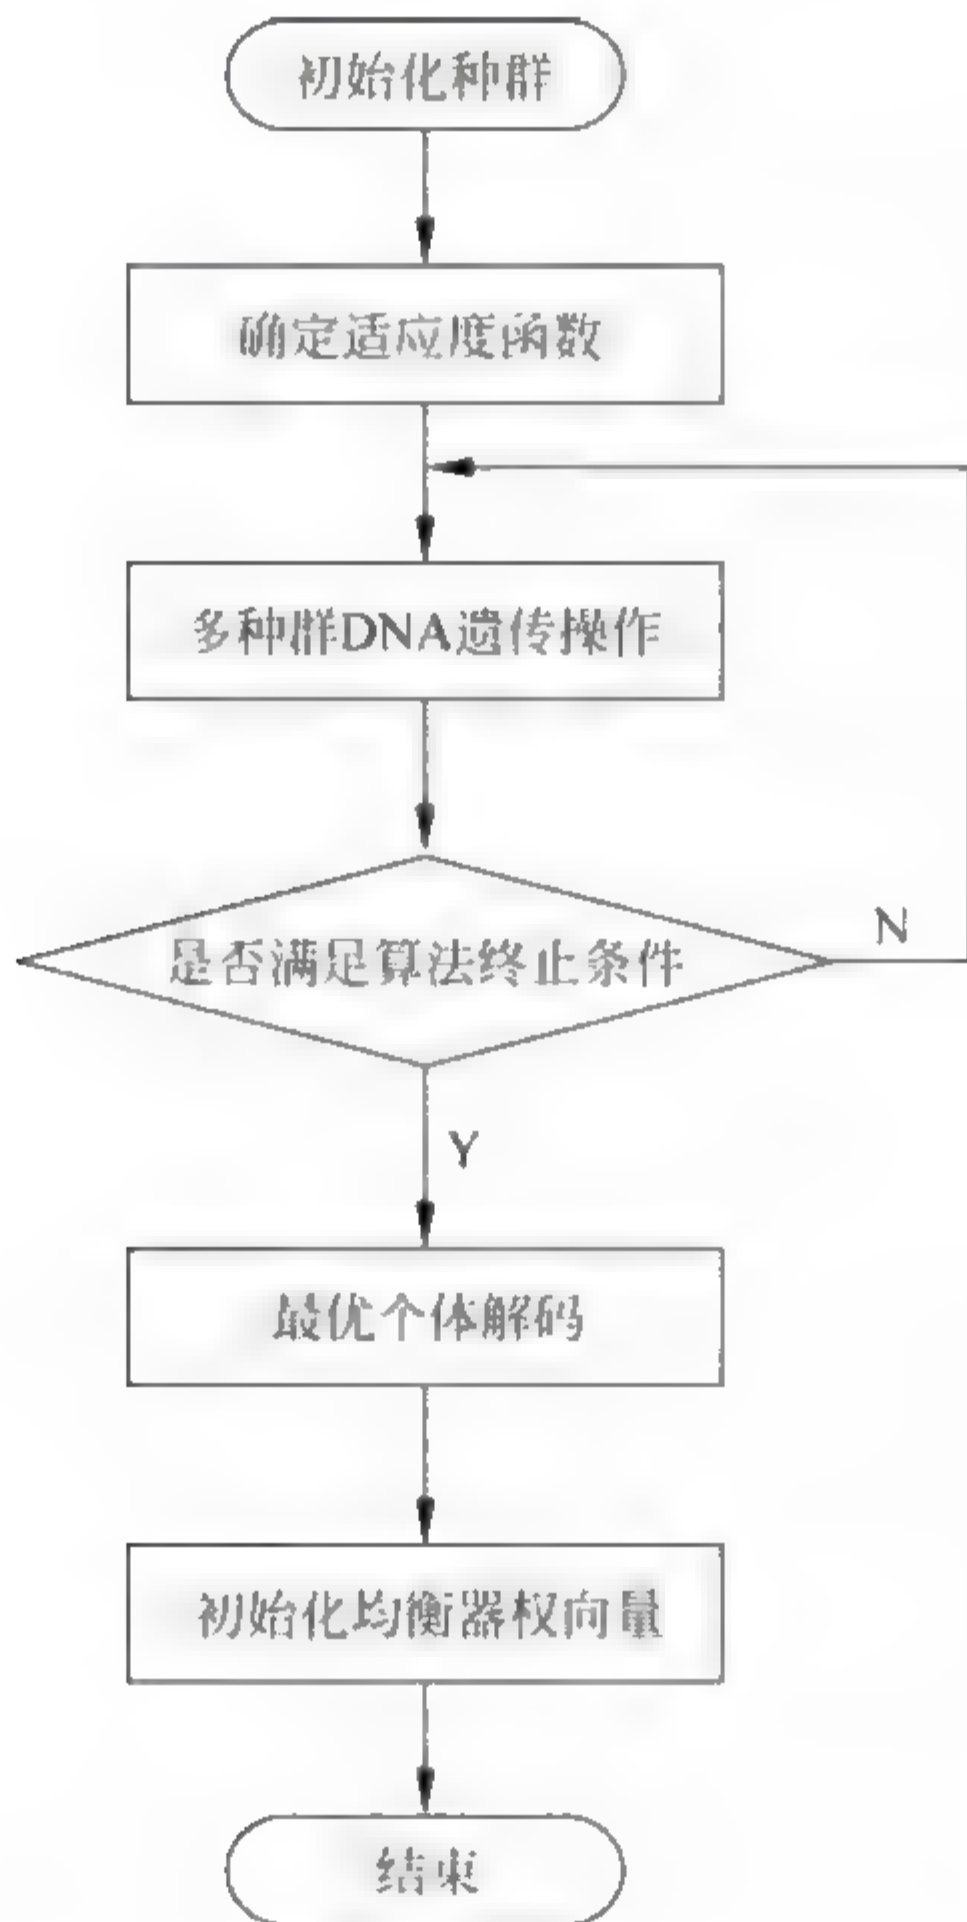 初始化种群
确定适应度函数
多种群DNA遗传操作
是否满足算法终止条件
N
Y
最优个体解码
初始化均衡器权向量
结束